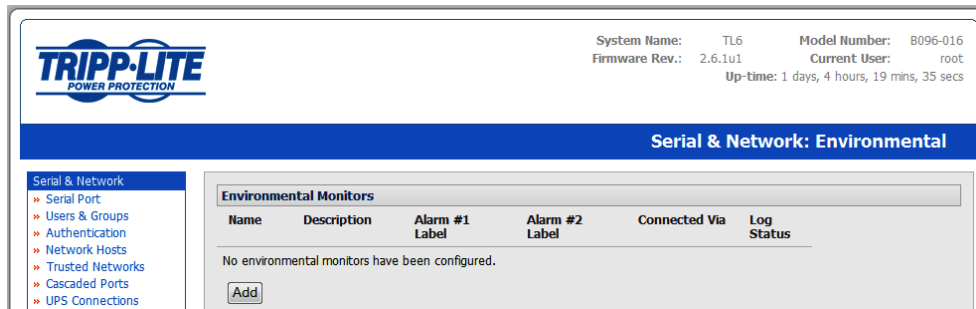 TRIPP·LITE
POWER PROTECTION
System Name: TL6 Model Number: B096-016
Firmware Rev.: 2.6.1u1 Current User: root
Up-time: 1 days, 4 hours, 19 mins, 35 secs
Serial & Network: Environmental
Serial & Network
» Serial Port
» Users & Groups
» Authentication
» Network Hosts
» Trusted Networks
» Cascaded Ports
» UPS Connections
Environmental Monitors
Name Description Alarm #1 Label Alarm #2 Label Connected Via Log Status
No environmental monitors have been configured.
Add